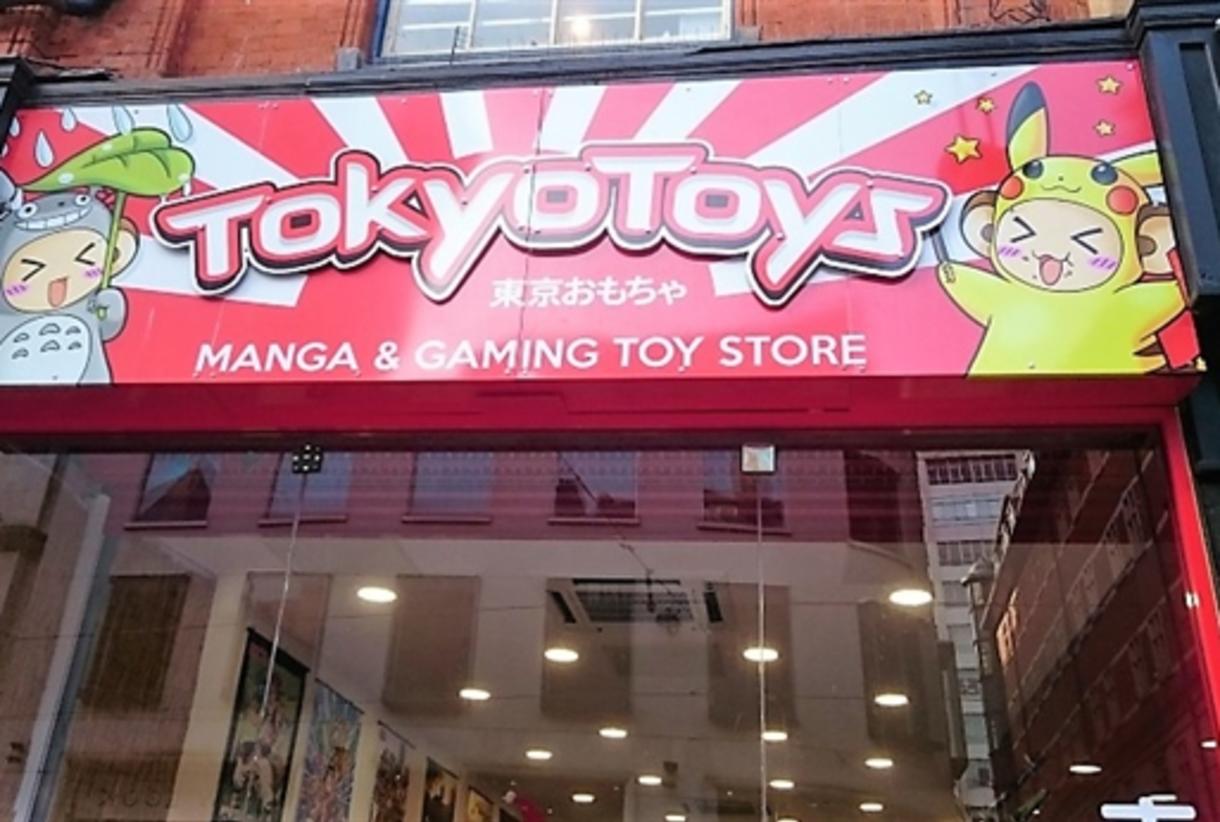 TokyoToys
東京おもちゃ
MANGA & GAMING TOY STORE